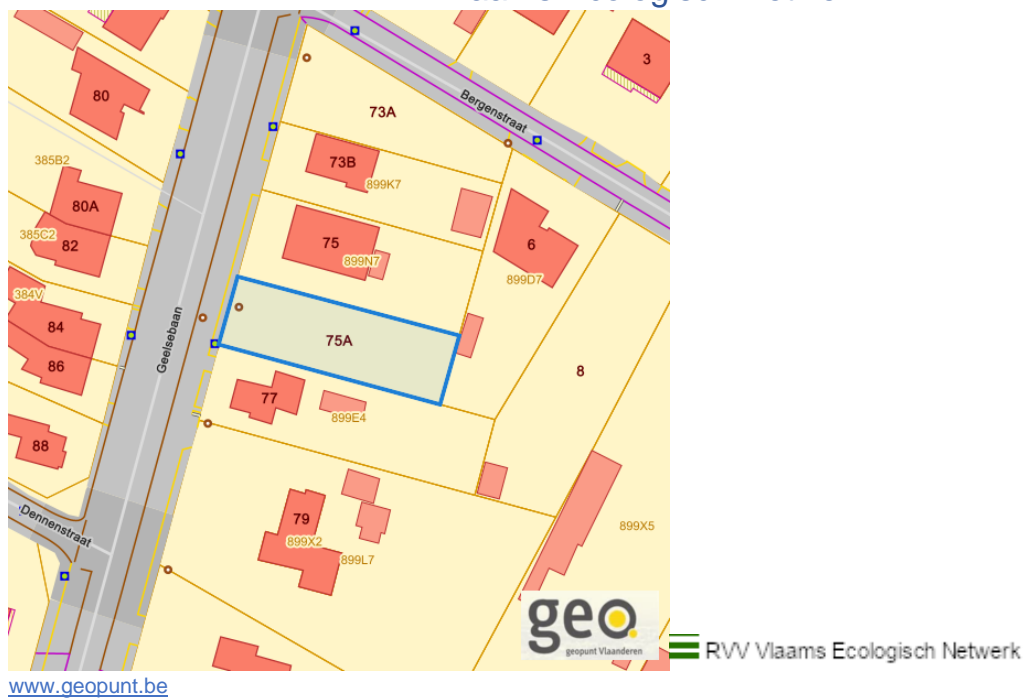 3
80
73A
Bergenstraat
385B2
73B
899K7
80A
385C2
82
75
6
899N7
899D7
384V
84
75A
8
86
Geelsebaan
77
899E4
88
79
Dennenstraat
899X2
899L7
899X5
geo
geopunt Vlaanderen
RVV Vlaams Ecologisch Netwerk
www.geopunt.be